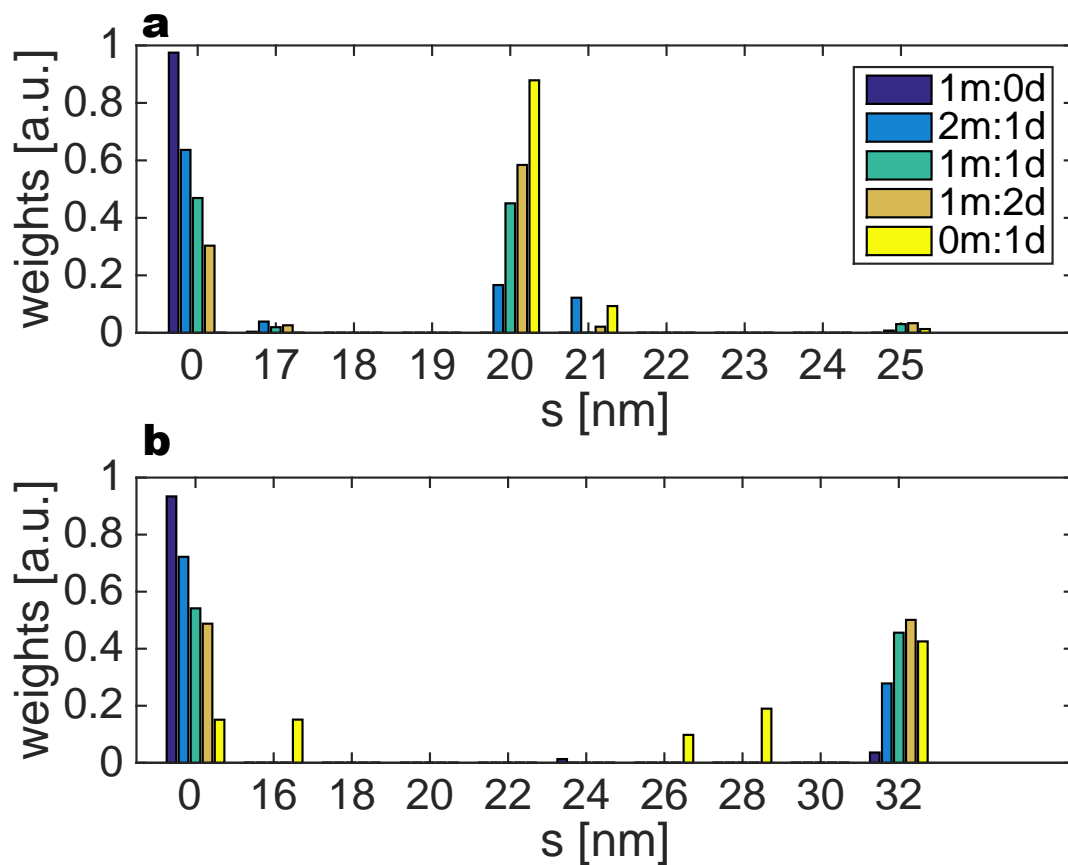 a
weights [a.u.]
1
0.8
0.6
0.4
0.2
0
1m:0d
2m:1d
1m:1d
1m:2d
0m:1d
0 17 18 19 20 21 22 23 24 25
s [nm]
b
weights [a.u.]
1
0.8
0.6
0.4
0.2
0
0 16 18 20 22 24 26 28 30 32
s [nm]